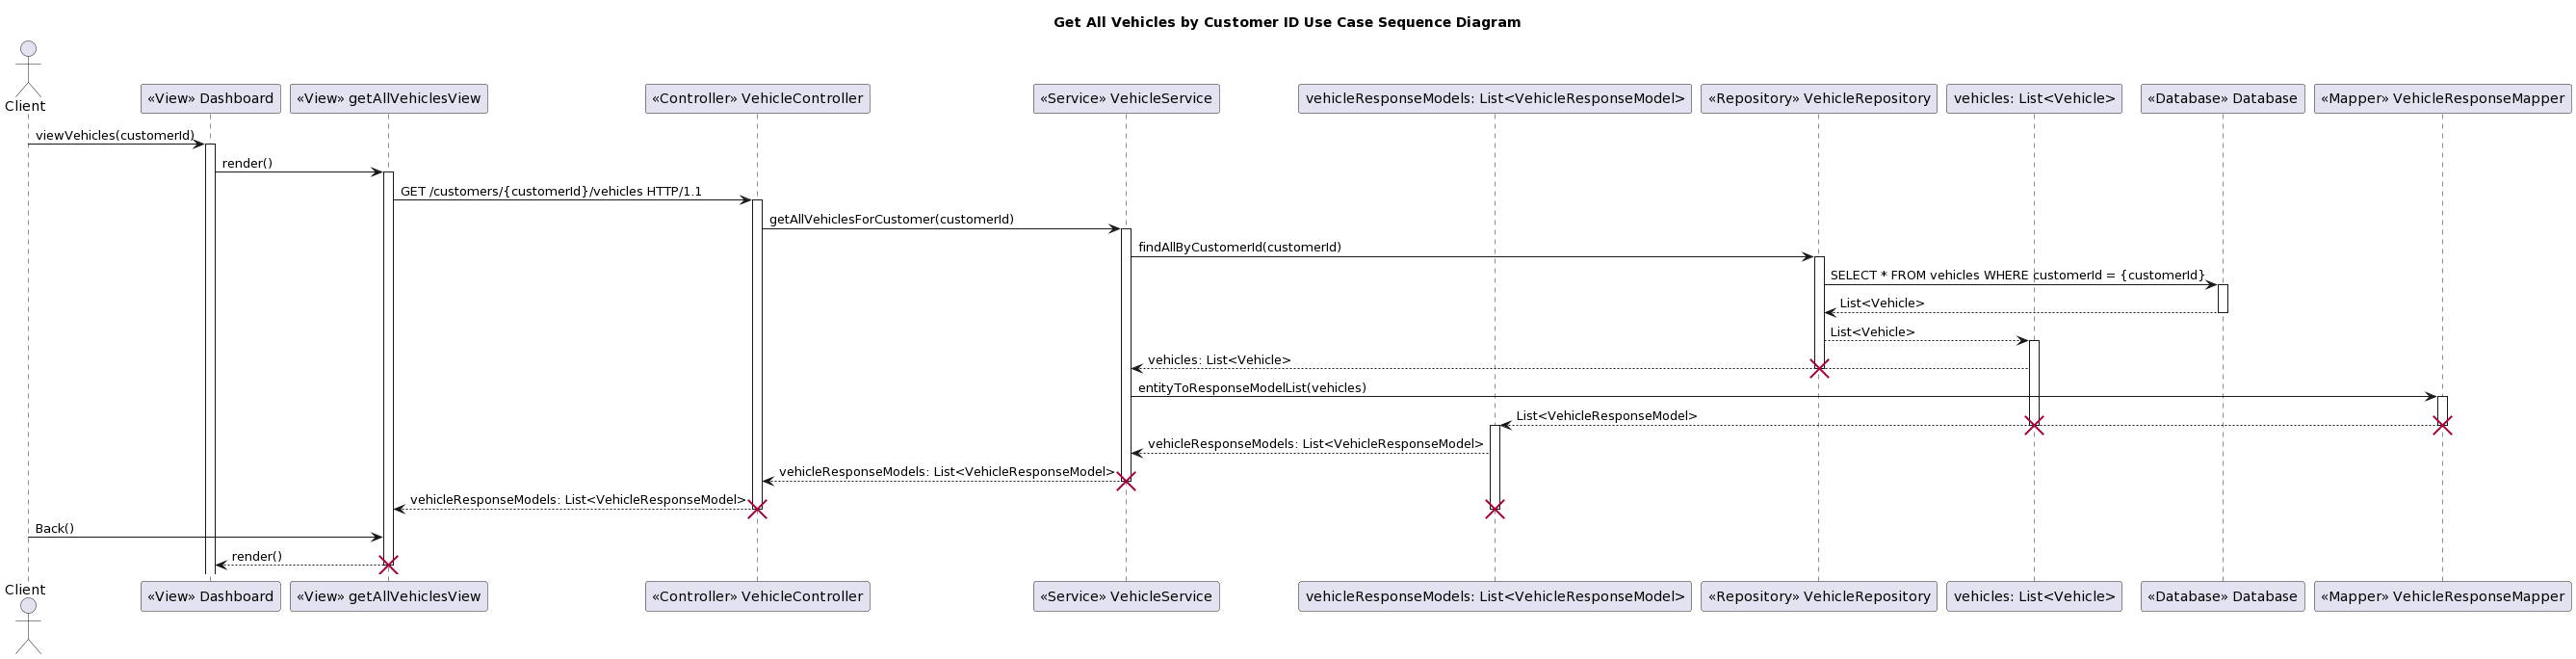 Get All Vehicles by Customer ID Use Case Sequence Diagram
Client
«View» Dashboard
«View» getAllVehiclesView
«Controller» VehicleController
«Service» VehicleService
vehicleResponseModels: List<VehicleResponseModel>
«Repository» VehicleRepository
vehicles: List<Vehicle>
«Database» Database
«Mapper» VehicleResponseMapper
viewVehicles(customerId)
render()
GET /customers/{customerId}/vehicles HTTP/1.1
getAllVehiclesForCustomer(customerId)
findAllByCustomerId(customerId)
SELECT * FROM vehicles WHERE customerId = {customerId}
List<Vehicle>
List<Vehicle>
vehicles: List<Vehicle>
entityToResponseModelList(vehicles)
List<VehicleResponseModel>
vehicleResponseModels: List<VehicleResponseModel>
vehicleResponseModels: List<VehicleResponseModel>
vehicleResponseModels: List<VehicleResponseModel>
Back()
render()
Client
«View» Dashboard
«View» getAllVehiclesView
«Controller» VehicleController
«Service» VehicleService
vehicleResponseModels: List<VehicleResponseModel>
«Repository» VehicleRepository
vehicles: List<Vehicle>
«Database» Database
«Mapper» VehicleResponseMapper